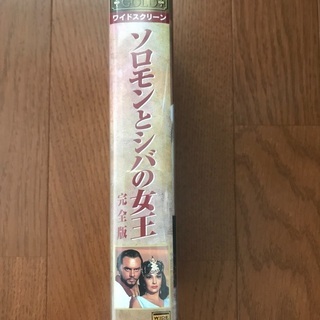 ワイドスクリーン
ソロモンとシバの女王
完全版